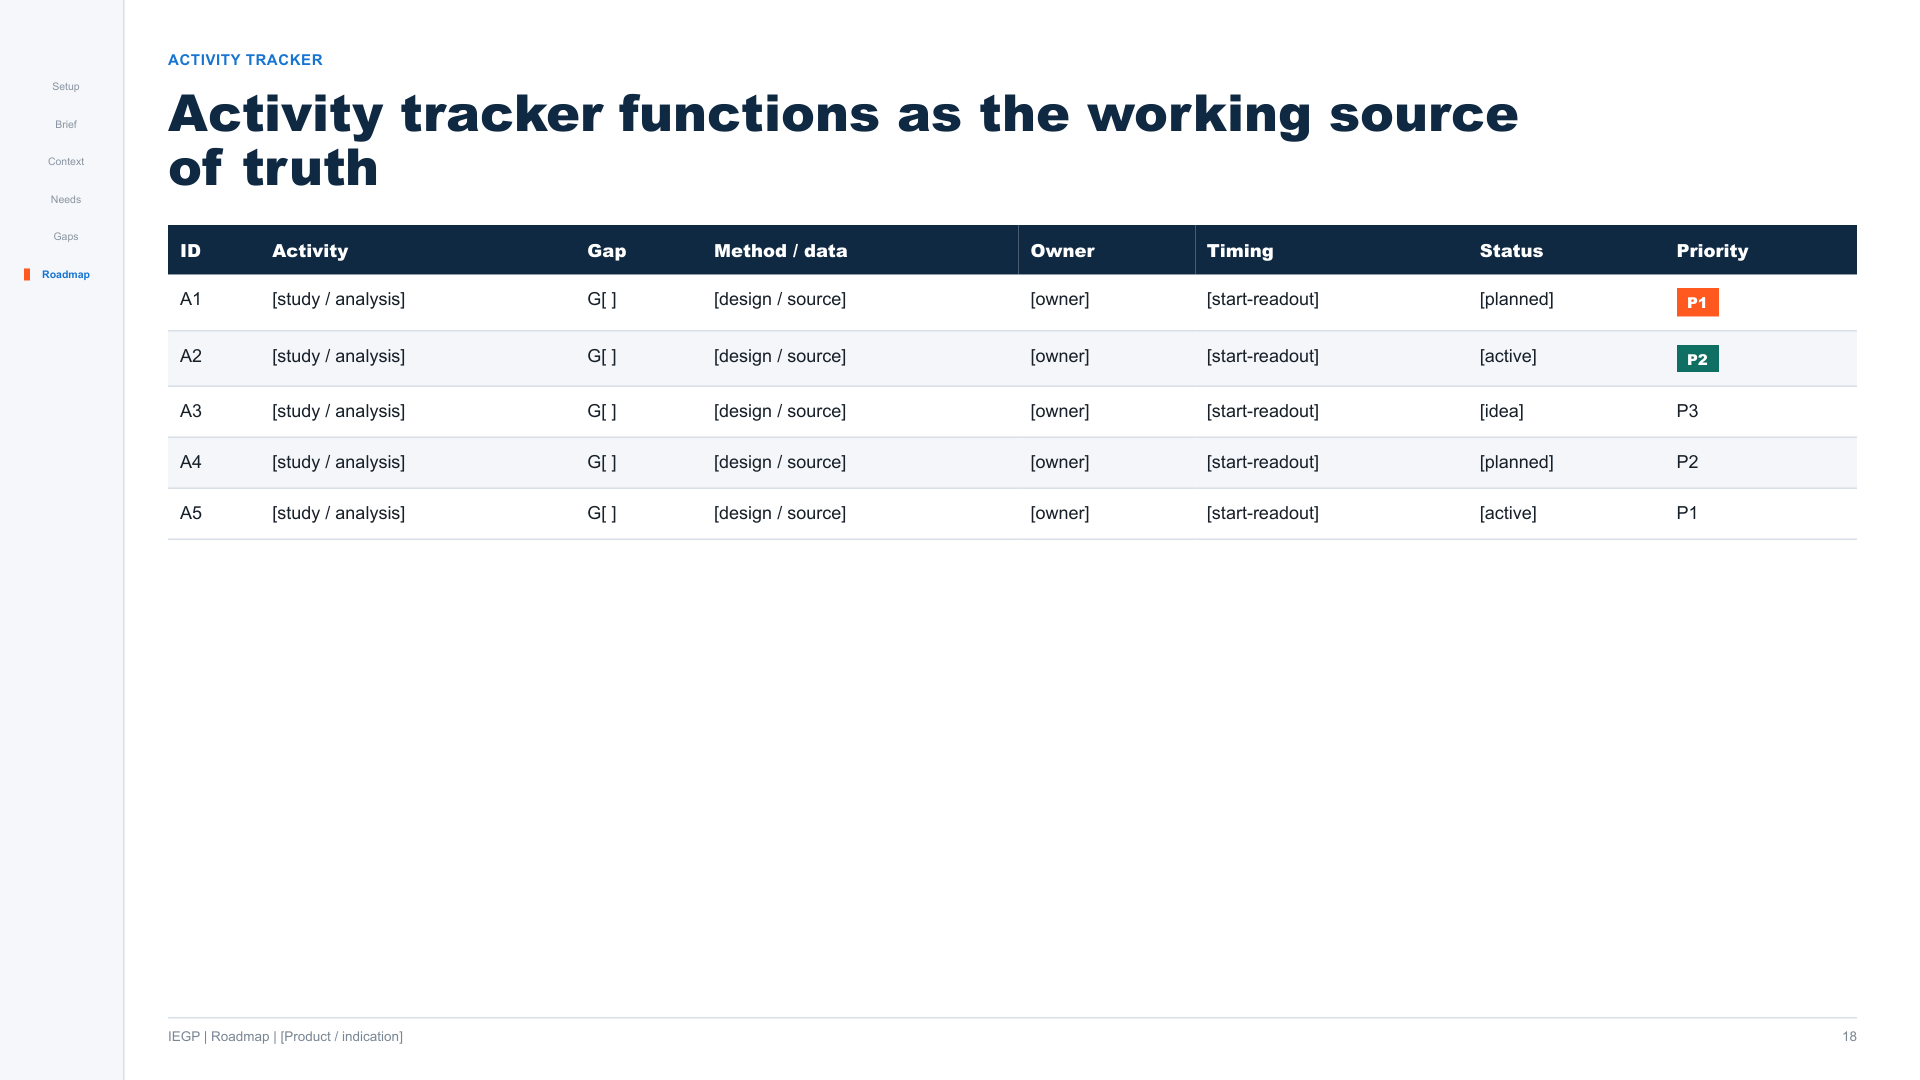 Setup
Brief
Context
Needs
Gaps
Roadmap
ACTIVITY TRACKER
Activity tracker functions as the working source
of truth
ID Activity Gap Method / data Owner Timing Status Priority
A1 [study / analysis] G[ ] [design / source] [owner] [start-readout] [planned] P1
A2 [study / analysis] G[ ] [design / source] [owner] [start-readout] [active] P2
A3 [study / analysis] G[ ] [design / source] [owner] [start-readout] [idea] P3
A4 [study / analysis] G[ ] [design / source] [owner] [start-readout] [planned] P2
A5 [study / analysis] G[ ] [design / source] [owner] [start-readout] [active] P1
IEGP | Roadmap | [Product / indication] 18